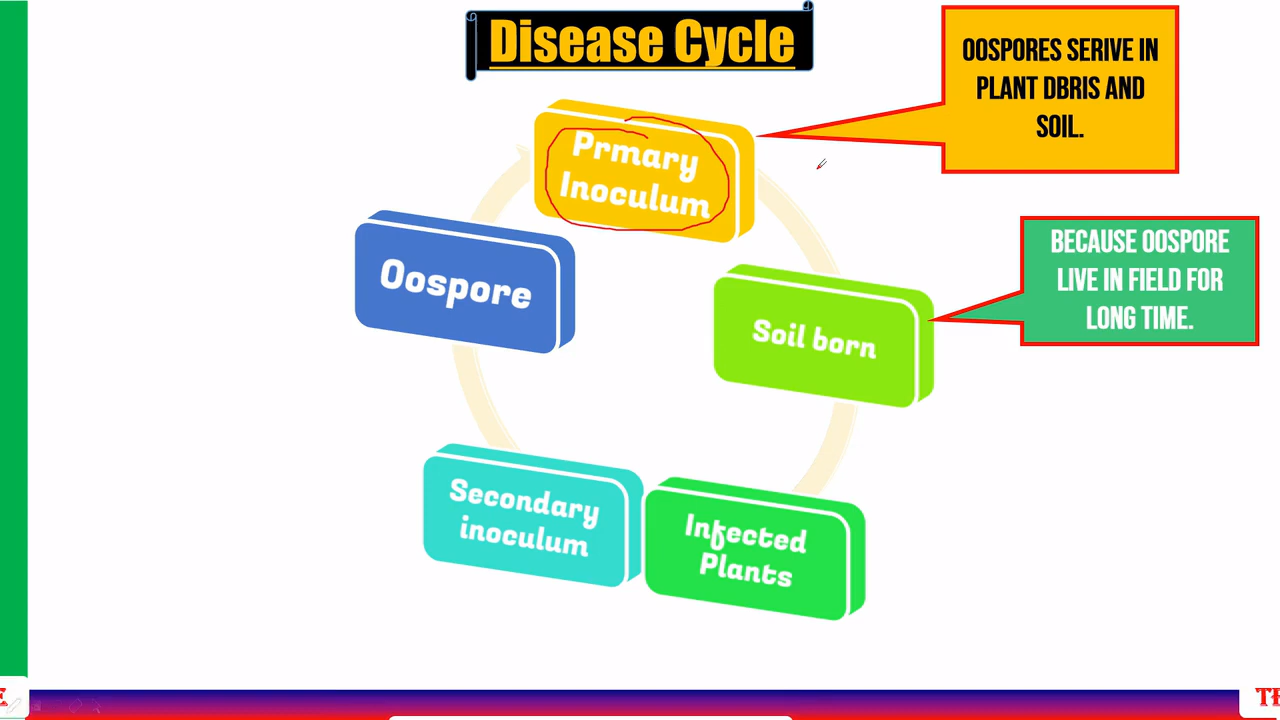 Disease Cycle
OOSPORES SERIVE IN
PLANT DBRIS AND
SOIL.
Prmary
Inoculum
BECAUSE OOSPORE
LIVE IN FIELD FOR
LONG TIME.
Oospore
Soil born
Secondary
inoculum
Infected
Plants
E
TH